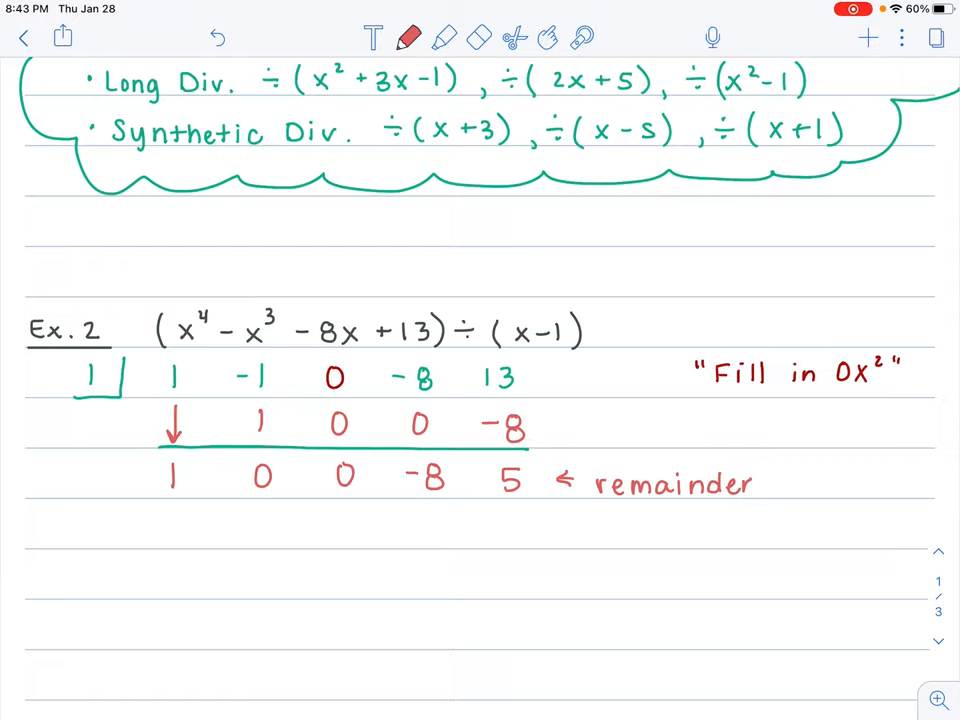 8:43 PM Thu Jan 28 60%
• Long Div. ÷ (x² + 3x - 1) , ÷ ( 2x + 5) , ÷ (x² - 1)
• Synthetic Div. ÷ (x + 3) , ÷ ( x - 5) , ÷ ( x + 1)
Ex. 2 (x⁴ - x³ - 8x + 13) ÷ ( x - 1)
1 1 -1 0 -8 13 "Fill in 0x²"
↓ 1 0 0 -8
1 0 0 -8 5 ← remainder
1
/
3